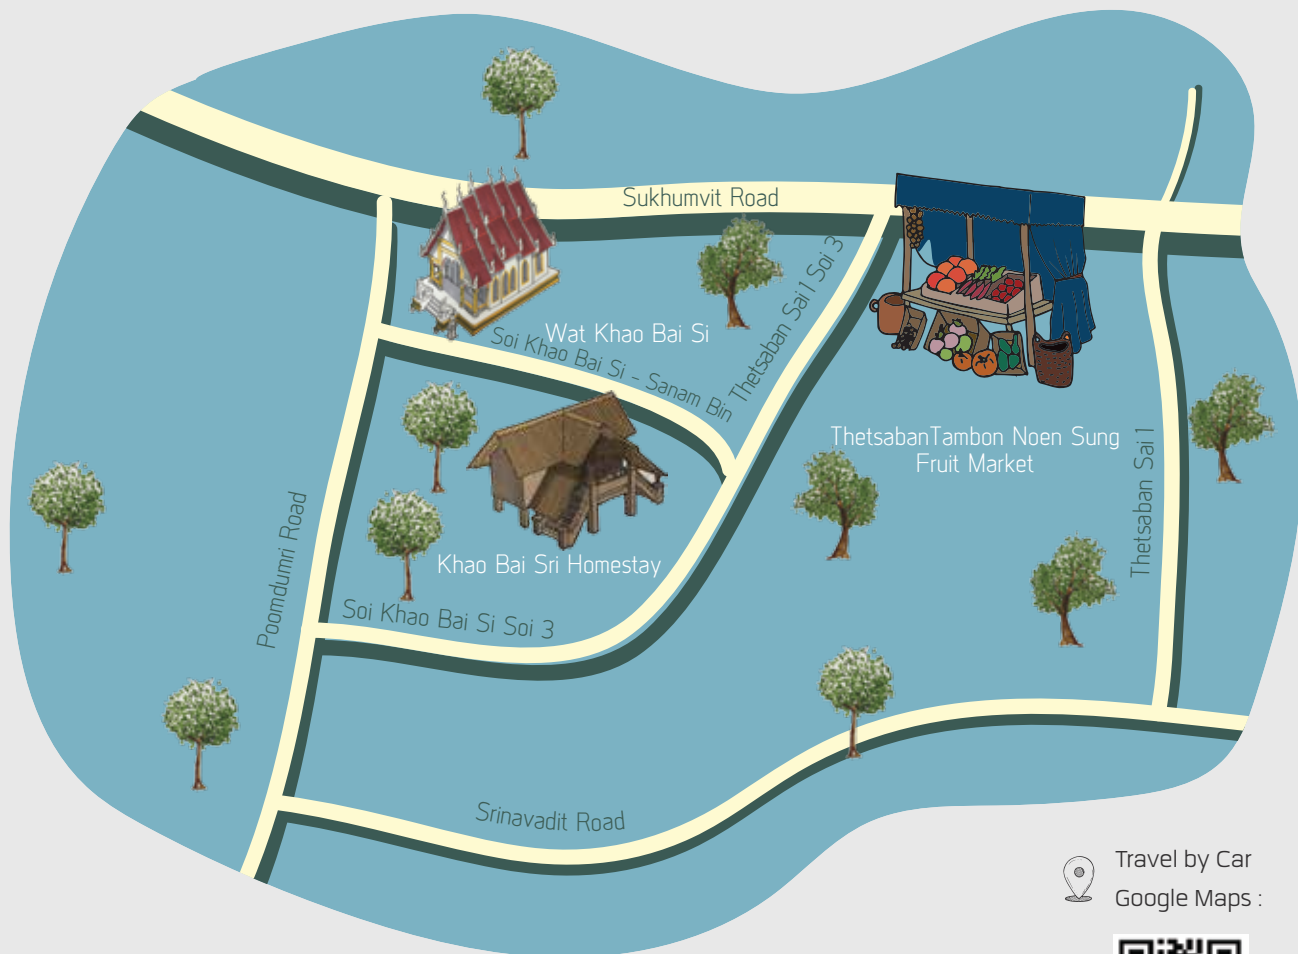 Sukhumvit Road
Thetsaban Sai 1 Soi 3
Wat Khao Bai Si
Soi Khao Bai Si - Sanam Bin
ThetsabanTambon Noen Sung
Fruit Market
Thetsaban Sai 1
Poomdumri Road
Khao Bai Sri Homestay
Soi Khao Bai Si Soi 3
Srinavadit Road
Travel by Car
Google Maps :